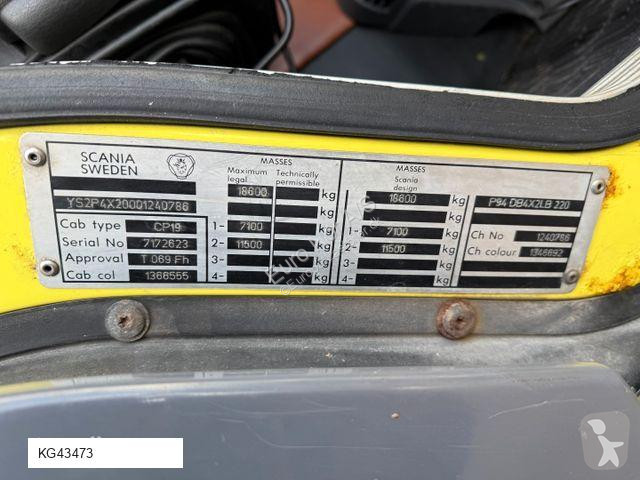 SCANIA
SWEDEN
YS2P4X20001240786
Cab type CP19
Serial No 7172623
Approval T 069 Fh
Cab col 1366555
MASSES
Maximum legal Technically permissible
18600 kg
kg
1- 7100 kg
2- 11500 kg
3- kg
4- kg
MASSES
Scania design
18600 kg
kg
1- 7100 kg
2- 11500 kg
3- kg
4- kg
P94 DB4X2LB 220
Ch No 1240786
Ch colour 1346692
KG43473